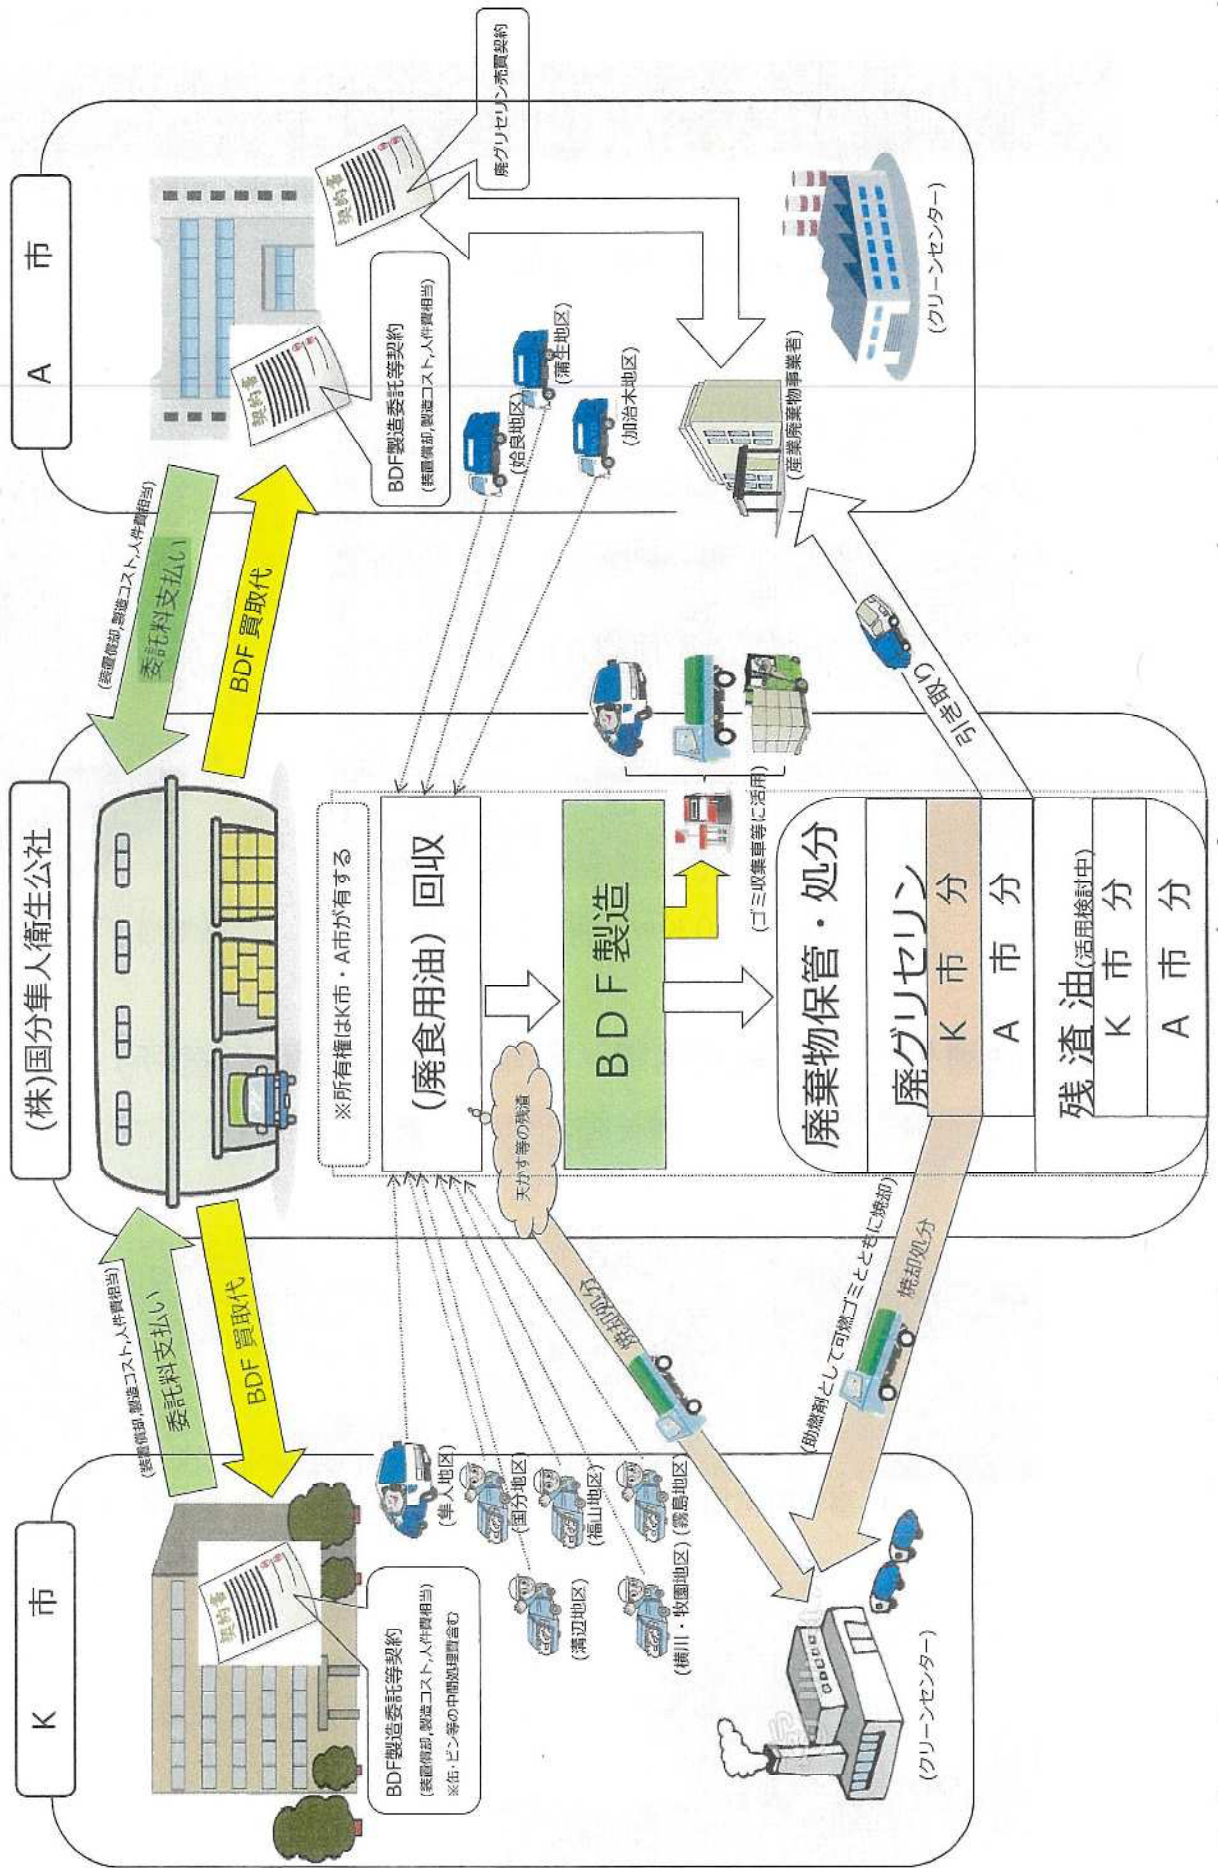 K 市
(株)国分隼人衛生公社
A 市
(装置償却,製造コスト,人件費相当)
委託料支払い
BDF 買取代
(装置償却,製造コスト,人件費相当)
委託料支払い
BDF 買取代
契約書
BDF製造委託等契約
(装置償却,製造コスト,人件費相当)
※缶・ビン等の中間処理費含む
契約書
BDF製造委託等契約
(装置償却,製造コスト,人件費相当)
契約書
廃グリセリン売買契約
※所有権はK市・A市が有する
(廃食用油)回収
(隼人地区)
(国分地区)
(溝辺地区)
(福山地区)
(横川・牧園地区)
(霧島地区)
(姶良地区)
(蒲生地区)
(加治木地区)
天かす等の残渣
焼却処分
BDF製造
(ゴミ収集車等に活用)
廃棄物保管・処分
廃グリセリン
K 市 分
A 市 分
残渣油(活用検討中)
K 市 分
A 市 分
(助燃剤として可燃ゴミとともに焼却)
焼却処分
引き取り
(産業廃棄物事業者)
(クリーンセンター)
(クリーンセンター)